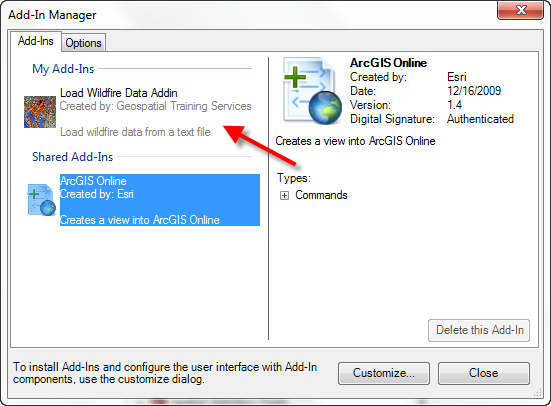 Add-In Manager
Add-Ins
Options
My Add-Ins
Load Wildfire Data Addin
Created by: Geospatial Training Services
Load wildfire data from a text file
Shared Add-Ins
ArcGIS Online
Created by: Esri
Creates a view into ArcGIS Online
ArcGIS Online
Created by: Esri
Date: 12/16/2009
Version: 1.4
Digital Signature: Authenticated
Creates a view into ArcGIS Online
Types:
Commands
Delete this Add-In
To install Add-Ins and configure the user interface with Add-In
components, use the customize dialog.
Customize...
Close